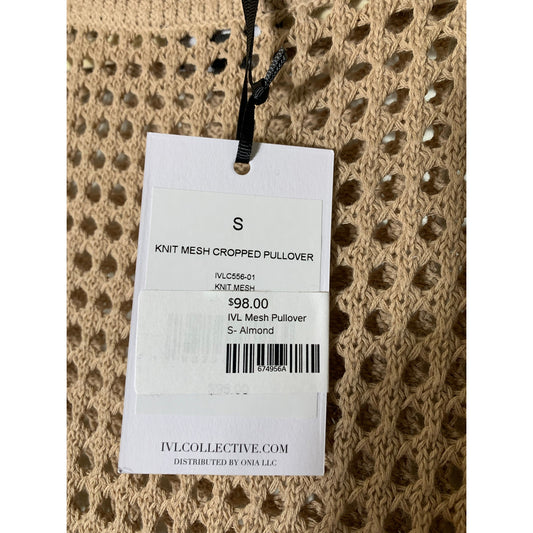 S
KNIT MESH CROPPED PULLOVER
IVLC556-01
KNIT MESH
$98.00
IVL Mesh Pullover
S- Almond
674956A
$98.00
IVLCOLLECTIVE.COM
DISTRIBUTED BY ONIA LLC